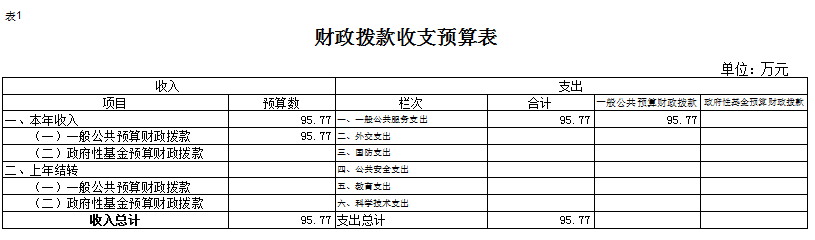 表1
财政拨款收支预算表
单位：万元
收入 支出
项目 预算数 栏次 合计 一般公共预算财政拨款 政府性基金预算财政拨款
一、本年收入 95.77 一、一般公共服务支出 95.77 95.77
（一）一般公共预算财政拨款 95.77 二、外交支出
（二）政府性基金预算财政拨款 三、国防支出
二、上年结转 四、公共安全支出
（一）一般公共预算财政拨款 五、教育支出
（二）政府性基金预算财政拨款 六、科学技术支出
收入总计 95.77 支出总计 95.77